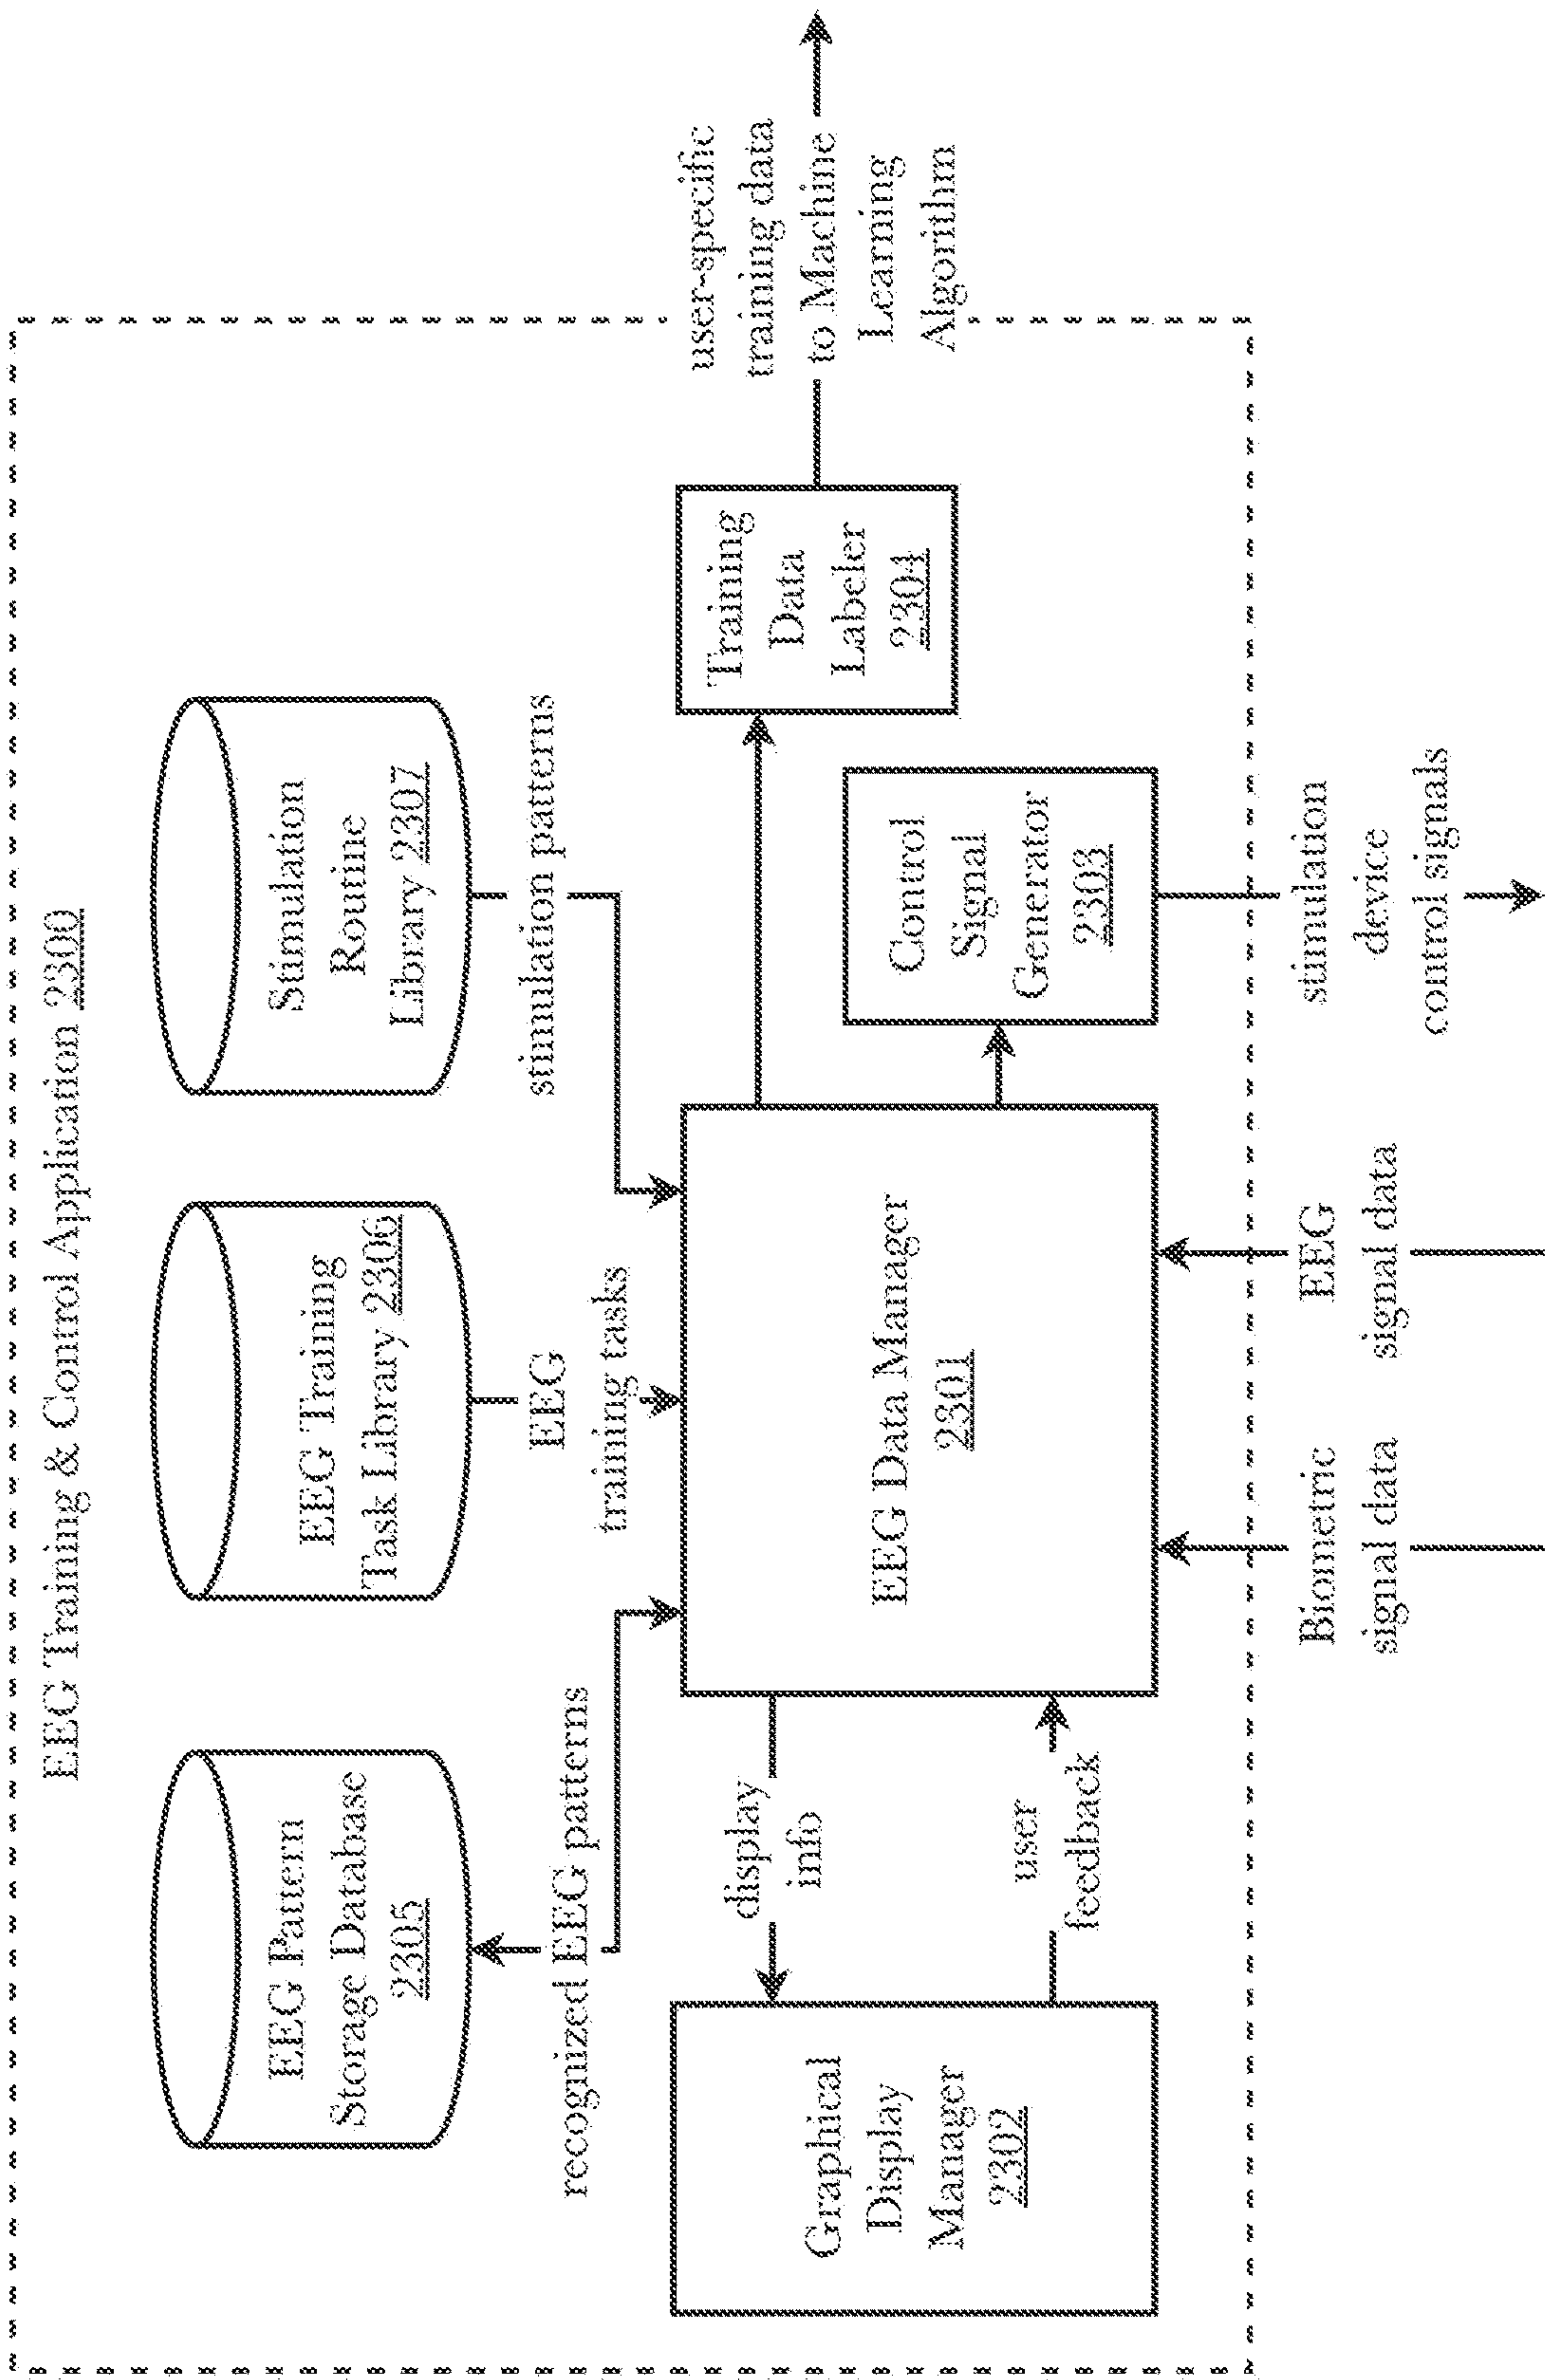 EEG Training & Control Application 2300
EEG Pattern
Storage Database
2305
EEG Training
Task Library 2306
Stimulation
Routine
Library 2307
recognized EEG patterns
EEG
training tasks
stimulation patterns
Graphical
Display
Manager
2302
display
info
user
feedback
EEG Data Manager
2301
Control
Signal
Generator
2303
Training
Data
Labeler
2304
user-specific
training data
to Machine
Learning
Algorithm
Biometric
signal data
EEG
signal data
stimulation
device
control signals